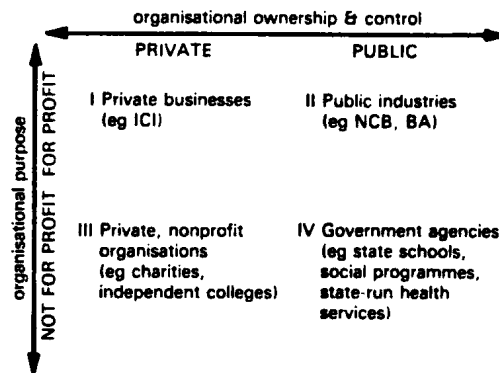 organisational ownership & control
PRIVATE PUBLIC
organisational purpose
FOR PROFIT
NOT FOR PROFIT
I Private businesses
(eg ICI)
II Public industries
(eg NCB, BA)
III Private, nonprofit
organisations
(eg charities,
independent colleges)
IV Government agencies
(eg state schools,
social programmes,
state-run health
services)